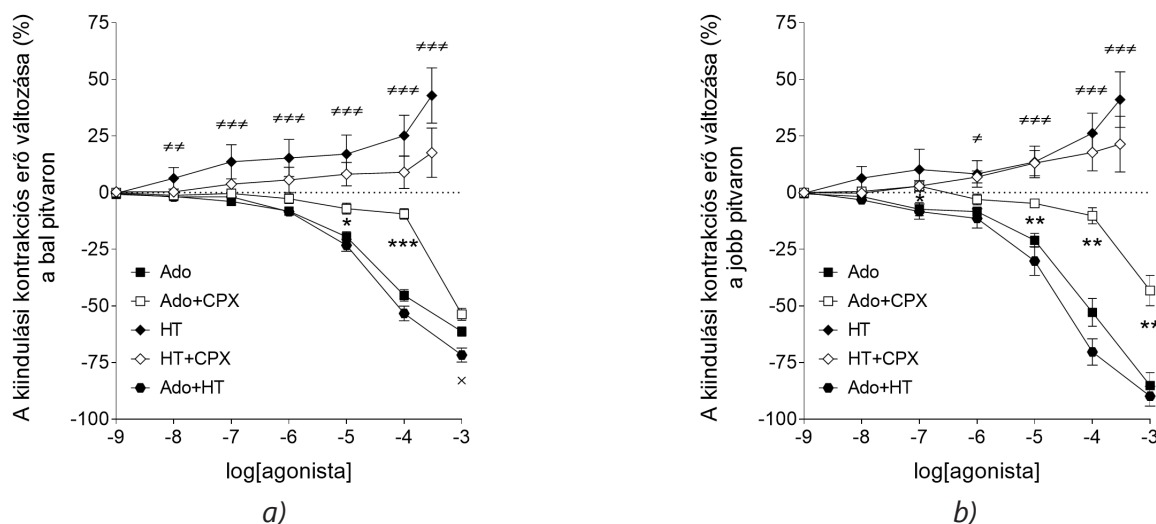 A kiindulási kontrakciós erő változása (%)
a bal pitvaron
75
50
25
0
-25
-50
-75
-100
≠≠
≠≠≠
≠≠≠
≠≠≠
≠≠≠
≠≠≠
*
***
×
Ado
Ado+CPX
HT
HT+CPX
Ado+HT
-9
-8
-7
-6
-5
-4
-3
log[agonista]
a)
A kiindulási kontrakciós erő változása (%)
a jobb pitvaron
75
50
25
0
-25
-50
-75
-100
≠
≠≠≠
≠≠≠
≠≠≠
*
**
**
**
Ado
Ado+CPX
HT
HT+CPX
Ado+HT
-9
-8
-7
-6
-5
-4
-3
log[agonista]
b)